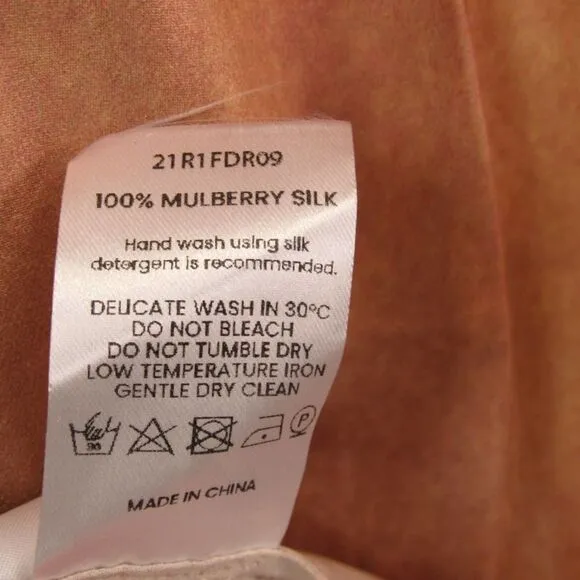 21R1FDR09
100% MULBERRY SILK
Hand wash using silk
detergent is recommended.
DELICATE WASH IN 30°C
DO NOT BLEACH
DO NOT TUMBLE DRY
LOW TEMPERATURE IRON
GENTLE DRY CLEAN
30 P
MADE IN CHINA